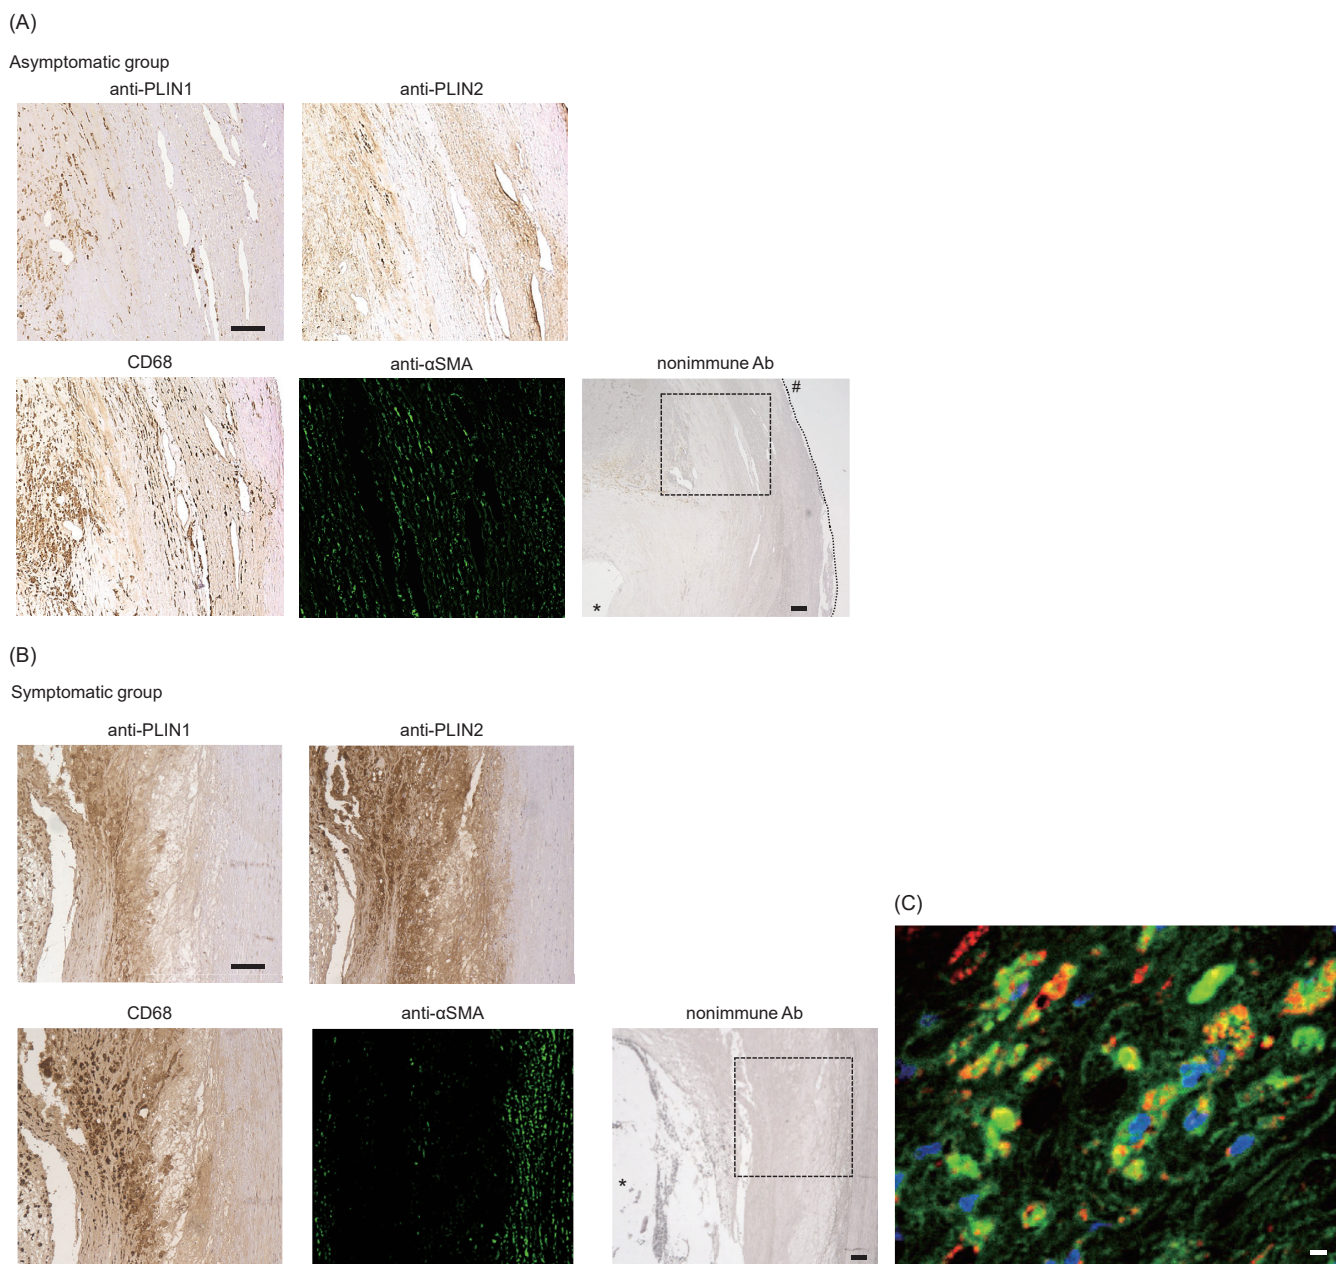 (A)
Asymptomatic group
anti-PLIN1
anti-PLIN2
CD68
anti-αSMA
nonimmune Ab
#
*
(B)
Symptomatic group
anti-PLIN1
anti-PLIN2
(C)
CD68
anti-αSMA
nonimmune Ab
*